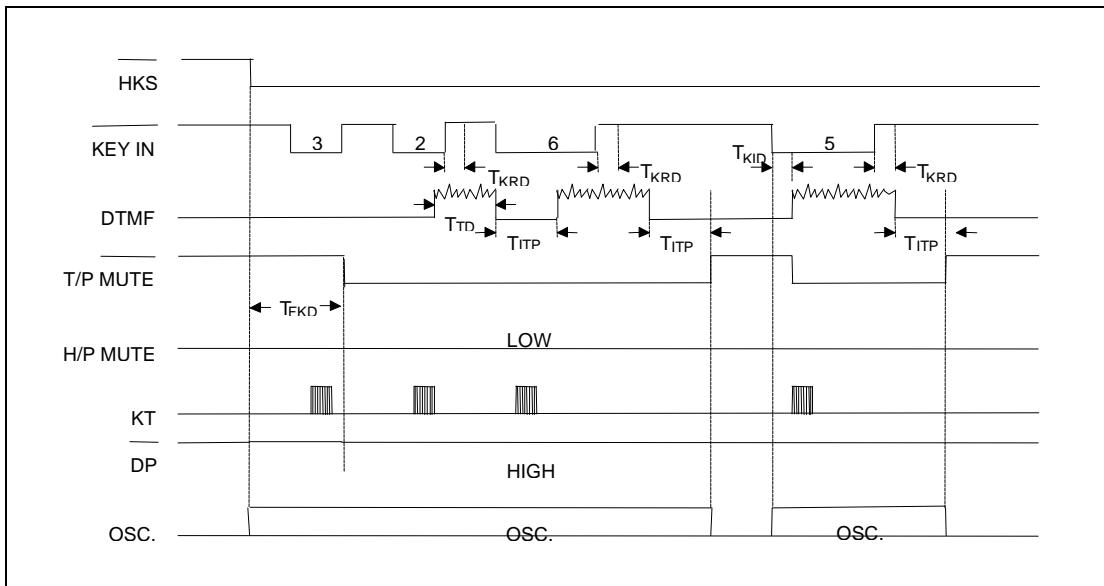 HKS
KEY IN
3
2
6
5
TKID
TKRD
TKRD
TKRD
DTMF
TTD
TITP
TITP
TITP
T/P MUTE
TFKD
LOW
H/P MUTE
KT
DP
HIGH
OSC.
OSC.
OSC.